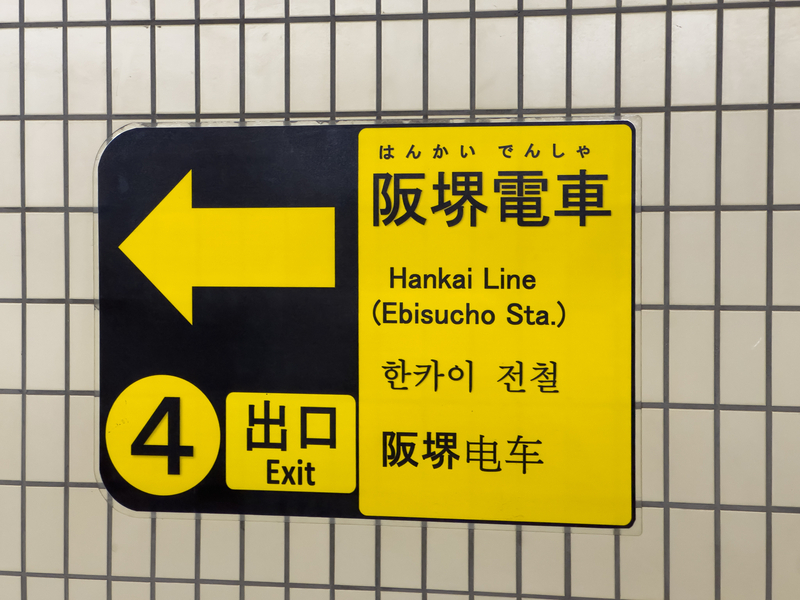 4
出口
Exit
はんかい でんしゃ
阪堺電車
Hankai Line
(Ebisucho Sta.)
한카이 전철
阪堺电车